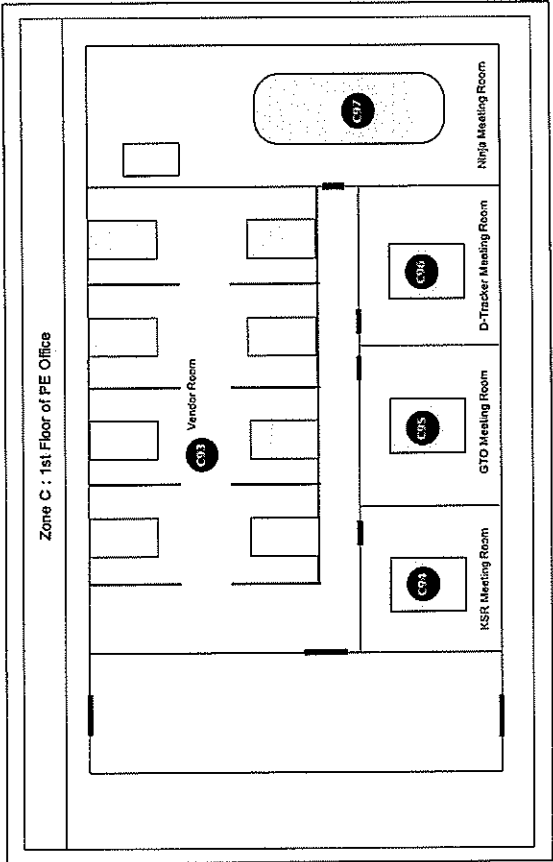 Zone C : 1st Floor of PE Office
C93
Vendor Room
C97
Ninja Meeting Room
C94
KSR Meeting Room
C95
GTO Meeting Room
C96
D-Tracker Meeting Room